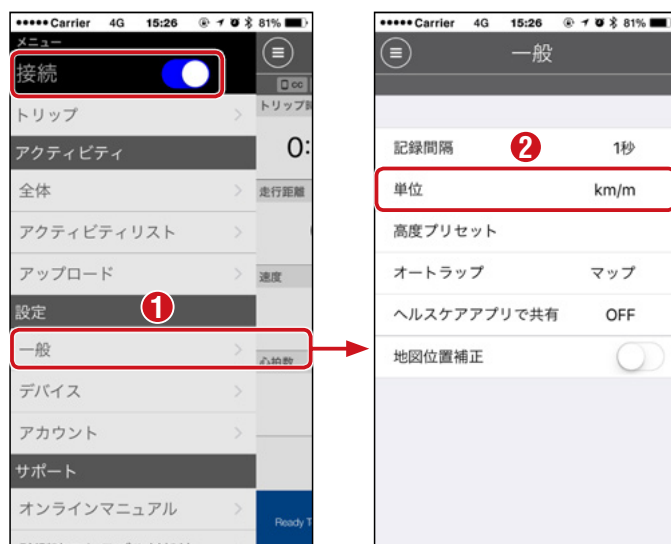 ●●●●● Carrier 4G 15:26 81%
メニュー
接続
トリップ
アクティビティ
全体
アクティビティリスト
アップロード
設定
1
一般
デバイス
アカウント
サポート
オンラインマニュアル
cc
トリップ
0:
走行距離
速度
心拍数
Ready T
●●●●● Carrier 4G 15:26 81%
一般
記録間隔 2 1秒
単位 km/m
高度プリセット
オートラップ マップ
ヘルスケアアプリで共有 OFF
地図位置補正